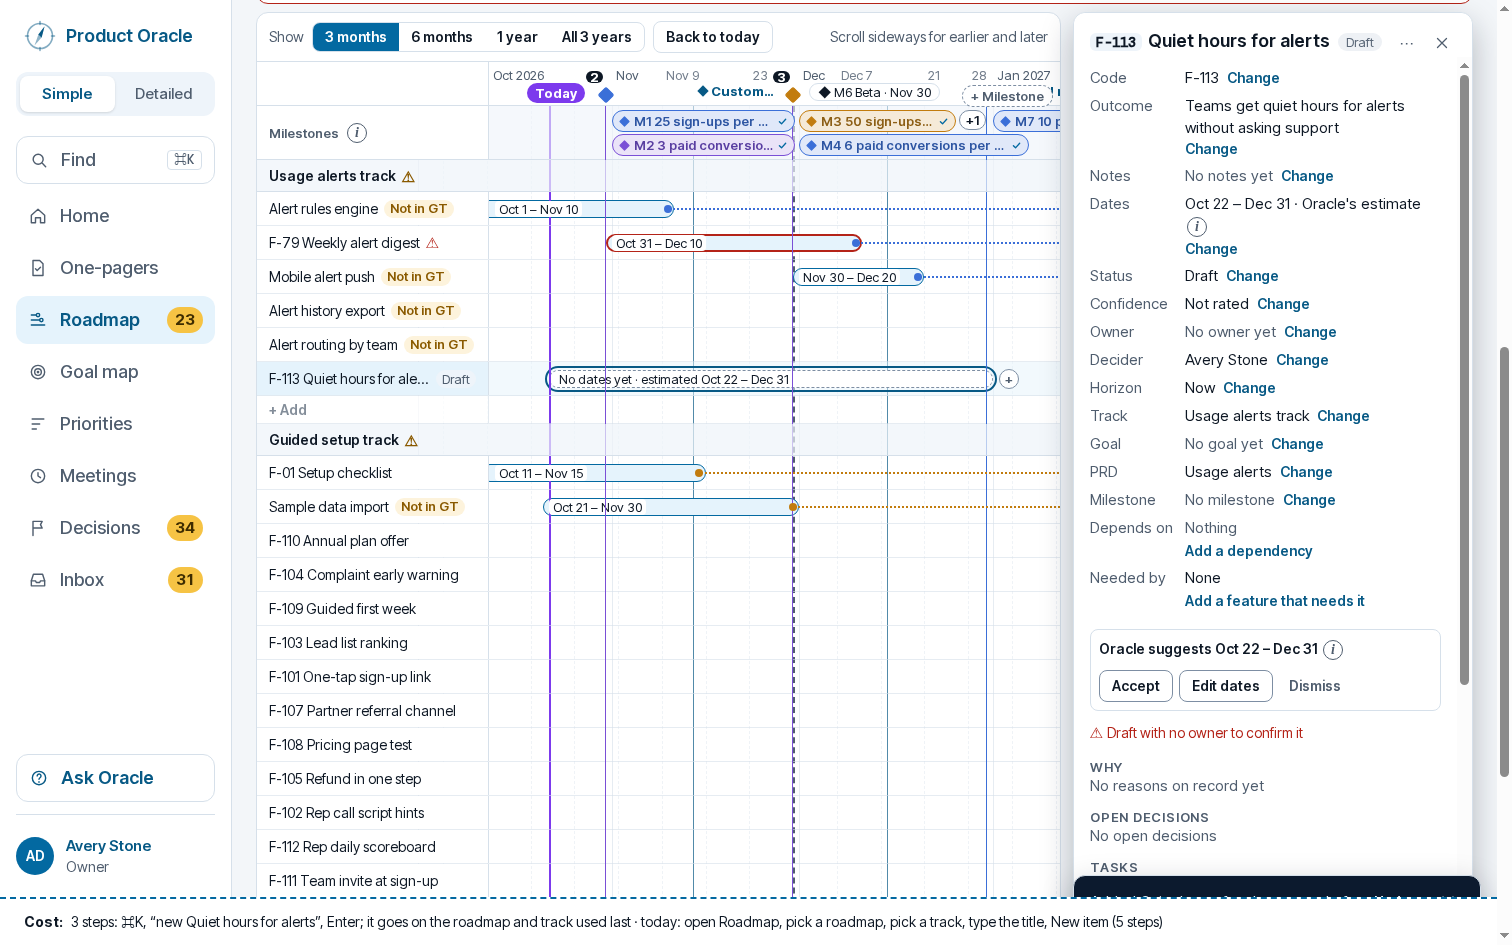 Product Oracle
Simple
Detailed
Find
⌘K
Home
One-pagers
Roadmap
23
Goal map
Priorities
Meetings
Decisions
34
Inbox
31
Ask Oracle
AD
Avery Stone
Owner
Show
3 months
6 months
1 year
All 3 years
Back to today
Scroll sideways for earlier and later
Oct 2026
2
Nov
Nov 9
23
3
Dec
Dec 7
21
28
Jan 2027
Today
Custom...
M6 Beta · Nov 30
+ Milestone
Milestones
i
M1 25 sign-ups per ...
M3 50 sign-ups...
+1
M7 10 p
M2 3 paid conversio...
M4 6 paid conversions per ...
Usage alerts track
Alert rules engine
Not in GT
Oct 1 – Nov 10
F-79 Weekly alert digest
Oct 31 – Dec 10
Mobile alert push
Not in GT
Nov 30 – Dec 20
Alert history export
Not in GT
Alert routing by team
Not in GT
F-113 Quiet hours for ale...
Draft
No dates yet · estimated Oct 22 – Dec 31
+
+ Add
Guided setup track
F-01 Setup checklist
Oct 11 – Nov 15
Sample data import
Not in GT
Oct 21 – Nov 30
F-110 Annual plan offer
F-104 Complaint early warning
F-109 Guided first week
F-103 Lead list ranking
F-101 One-tap sign-up link
F-107 Partner referral channel
F-108 Pricing page test
F-105 Refund in one step
F-102 Rep call script hints
F-112 Rep daily scoreboard
F-111 Team invite at sign-up
F-113 Quiet hours for alerts
Draft
...
Code
F-113 Change
Outcome
Teams get quiet hours for alerts
without asking support
Change
Notes
No notes yet Change
Dates
Oct 22 – Dec 31 · Oracle's estimate
i
Change
Status
Draft Change
Confidence
Not rated Change
Owner
No owner yet Change
Decider
Avery Stone Change
Horizon
Now Change
Track
Usage alerts track Change
Goal
No goal yet Change
PRD
Usage alerts Change
Milestone
No milestone Change
Depends on
Nothing
Add a dependency
Needed by
None
Add a feature that needs it
Oracle suggests Oct 22 – Dec 31
i
Accept
Edit dates
Dismiss
Draft with no owner to confirm it
WHY
No reasons on record yet
OPEN DECISIONS
No open decisions
TASKS
Cost: 3 steps: ⌘K, “new Quiet hours for alerts”, Enter; it goes on the roadmap and track used last · today: open Roadmap, pick a roadmap, pick a track, type the title, New item (5 steps)